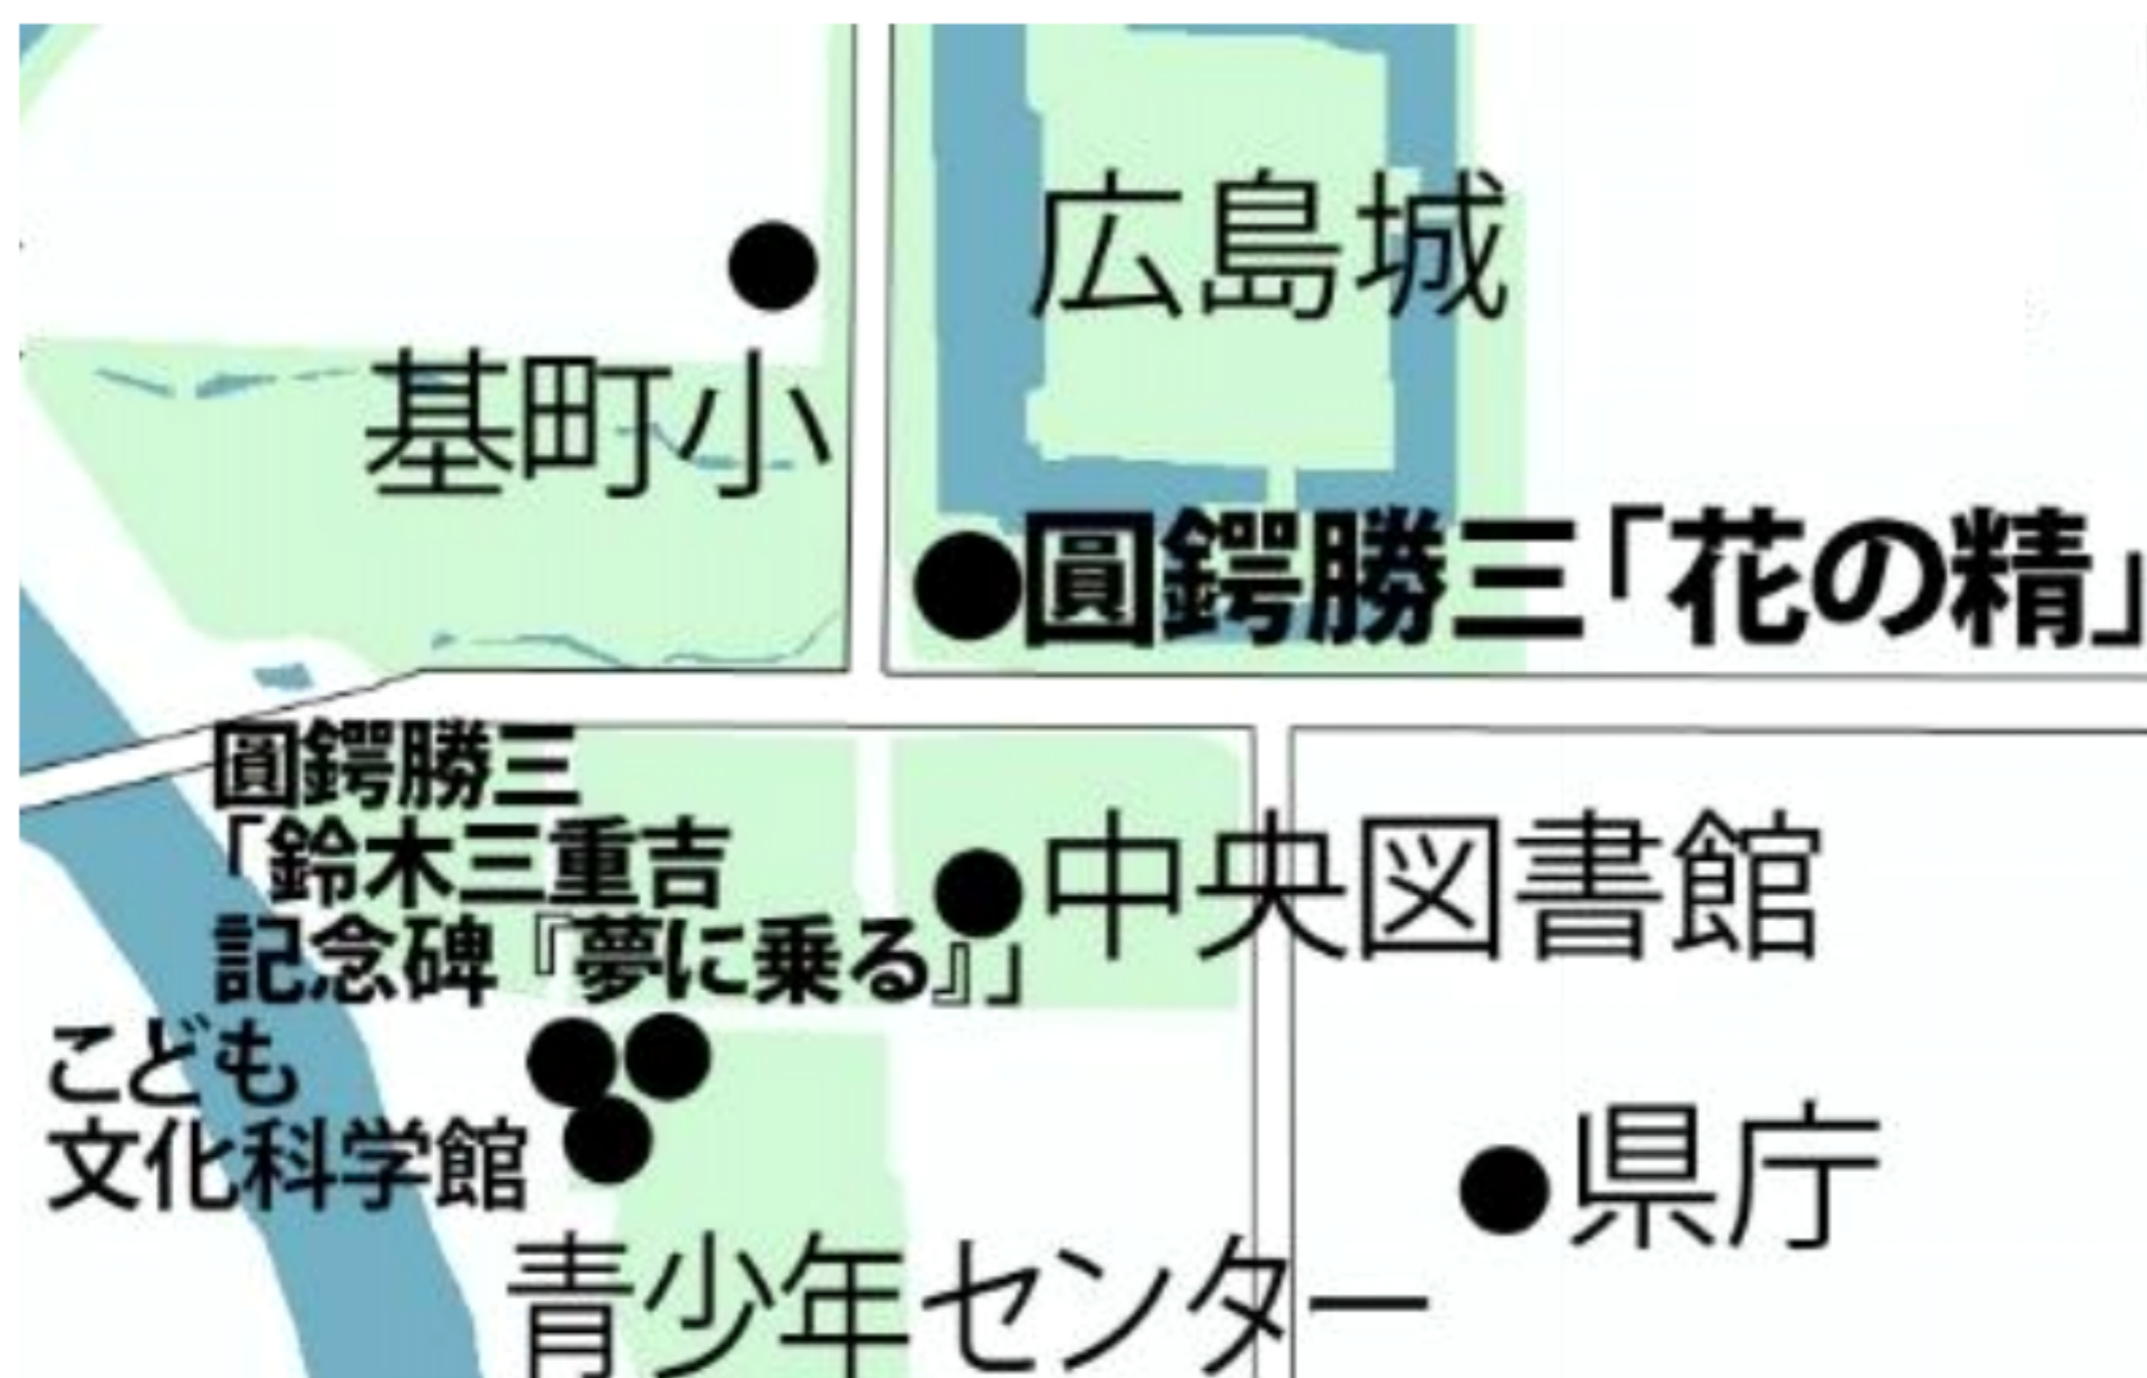 広島城
基町小
圓鍔勝三「花の精」
圓鍔勝三
「鈴木三重吉
記念碑『夢に乗る』」
中央図書館
こども
文化科学館
県庁
青少年センター